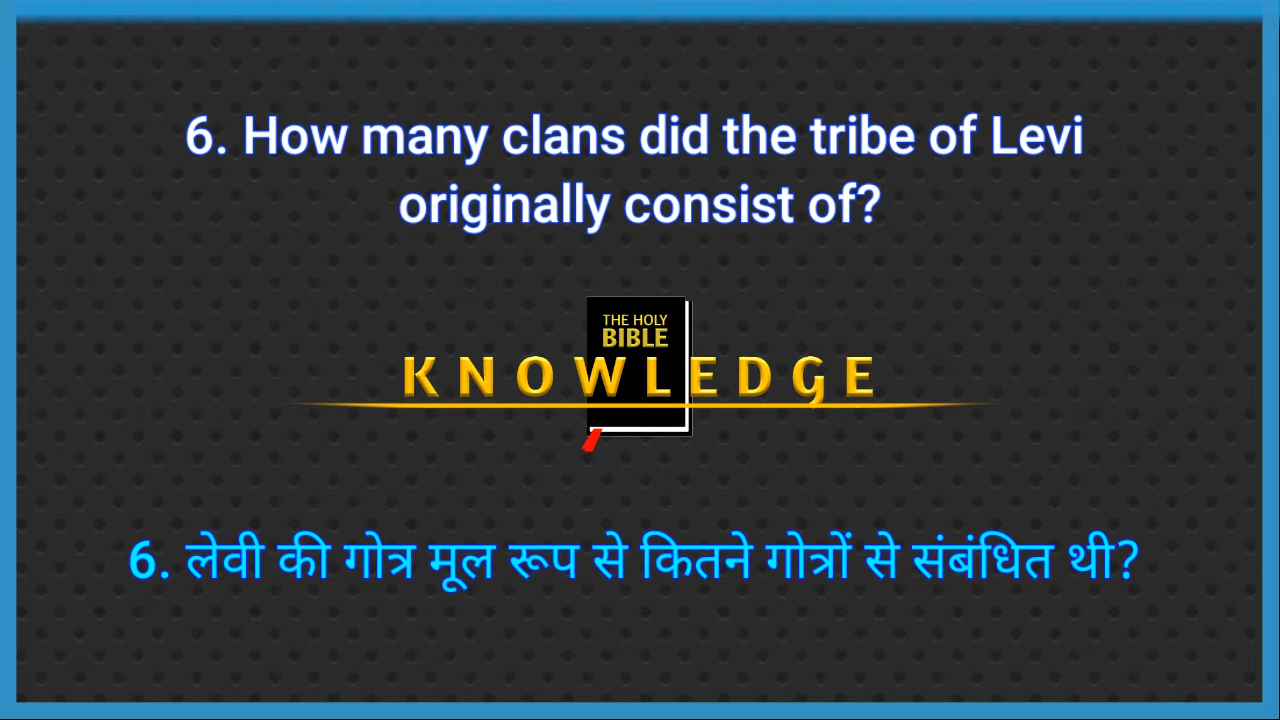 6. How many clans did the tribe of Levi
originally consist of?
THE HOLY
BIBLE
KNOWLEDGE
6. लेवी की गोत्र मूल रूप से कितने गोत्रों से संबंधित थी?